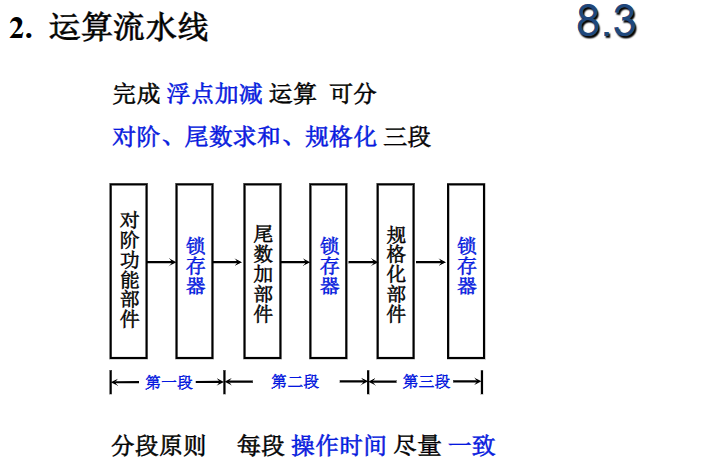 2. 运算流水线
8.3
完成 浮点加减 运算 可分
对阶、尾数求和、规格化 三段
对阶功能部件
锁存器
尾数加部件
锁存器
规格化部件
锁存器
第一段
第二段
第三段
分段原则 每段 操作时间 尽量 一致